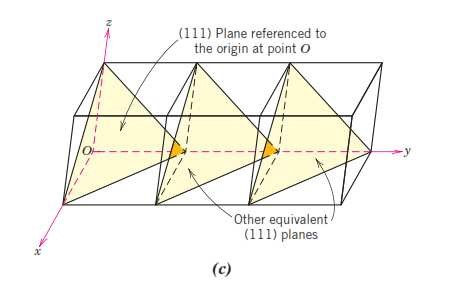 z
(111) Plane referenced to
the origin at point O
O
y
Other equivalent
(111) planes
x
(c)